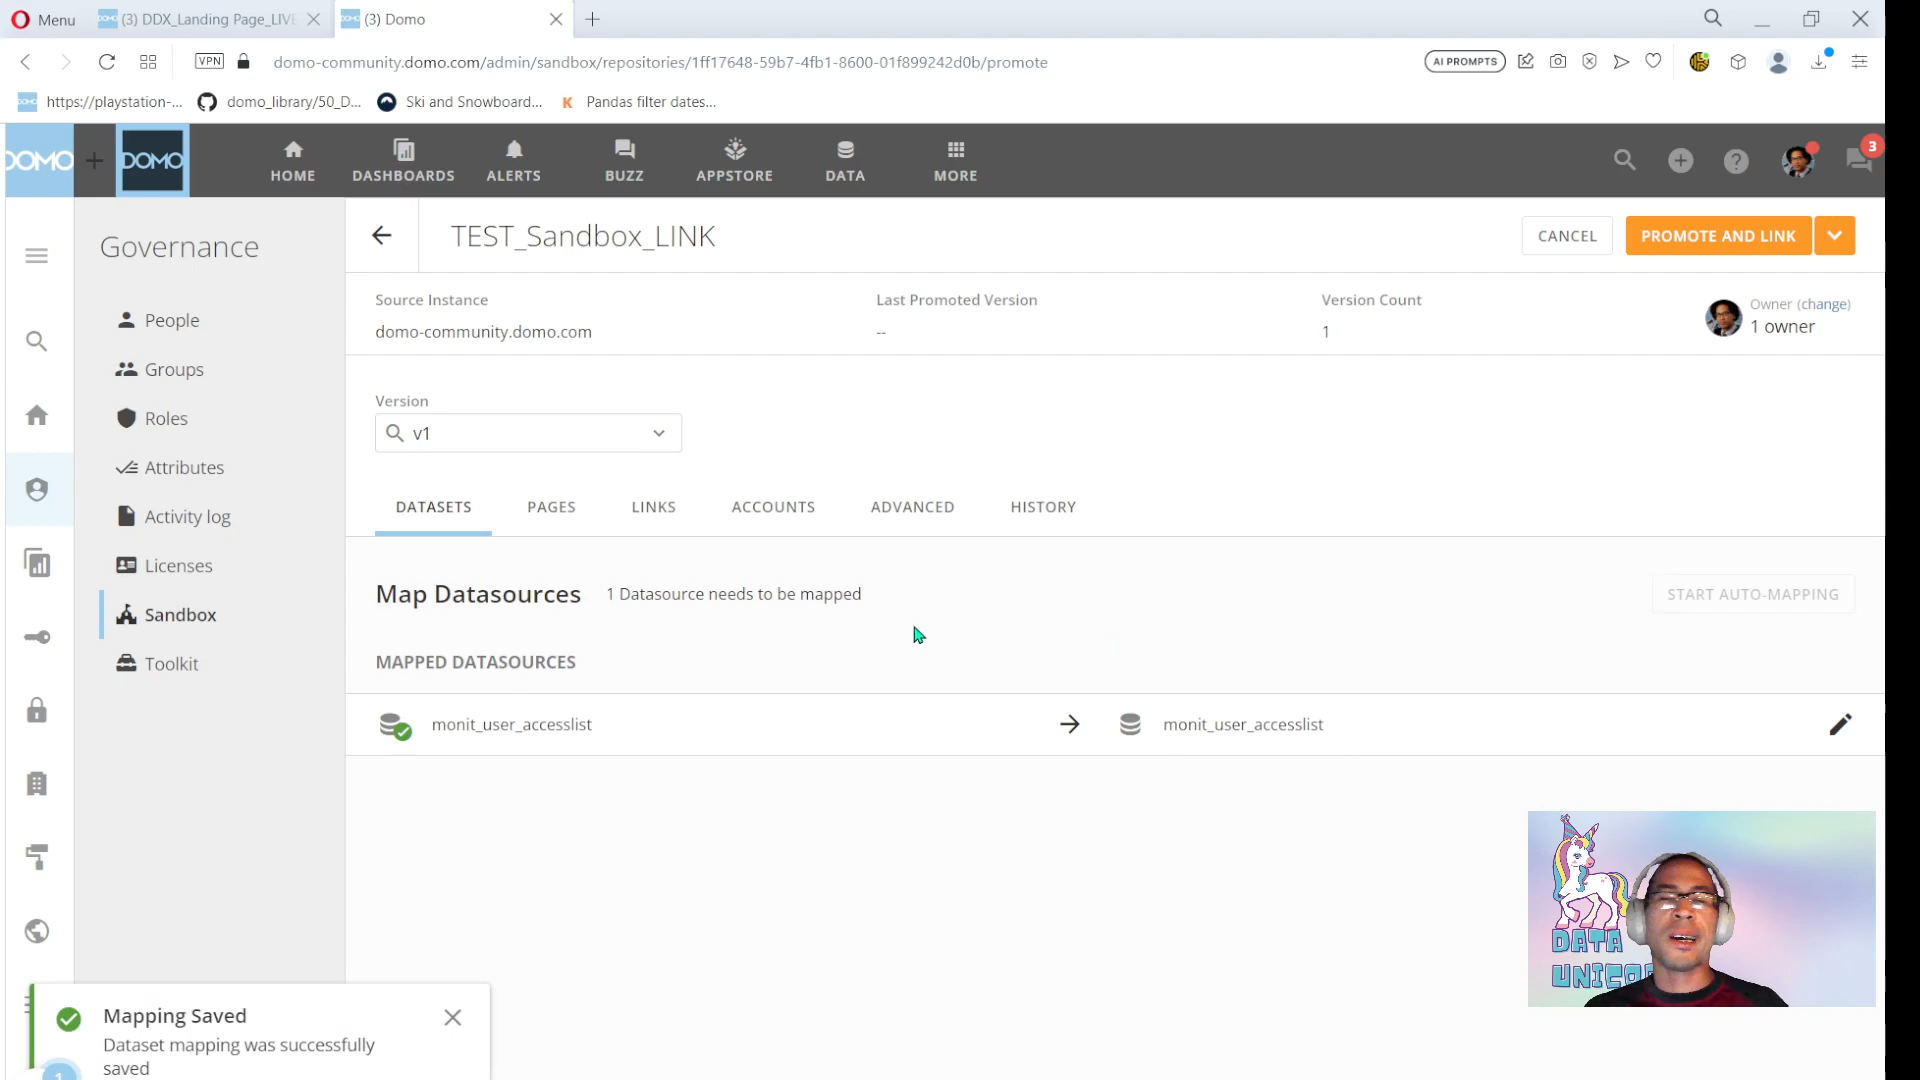 Menu
(3) DDX_Landing Page_LIVE
(3) Domo
VPN
domo-community.domo.com/admin/sandbox/repositories/1ff17648-59b7-4fb1-8600-01f899242d0b/promote
AI PROMPTS
https://playstation-...
domo_library/50_D...
Ski and Snowboard...
K
Pandas filter dates...
DOMO
DOMO
HOME
DASHBOARDS
ALERTS
BUZZ
APPSTORE
DATA
MORE
3
Governance
People
Groups
Roles
Attributes
Activity log
Licenses
Sandbox
Toolkit
TEST_Sandbox_LINK
CANCEL
PROMOTE AND LINK
Source Instance
domo-community.domo.com
Last Promoted Version
--
Version Count
1
Owner (change)
1 owner
Version
v1
DATASETS
PAGES
LINKS
ACCOUNTS
ADVANCED
HISTORY
Map Datasources
1 Datasource needs to be mapped
START AUTO-MAPPING
MAPPED DATASOURCES
monit_user_accesslist
monit_user_accesslist
DATA
Mapping Saved
Dataset mapping was successfully
saved